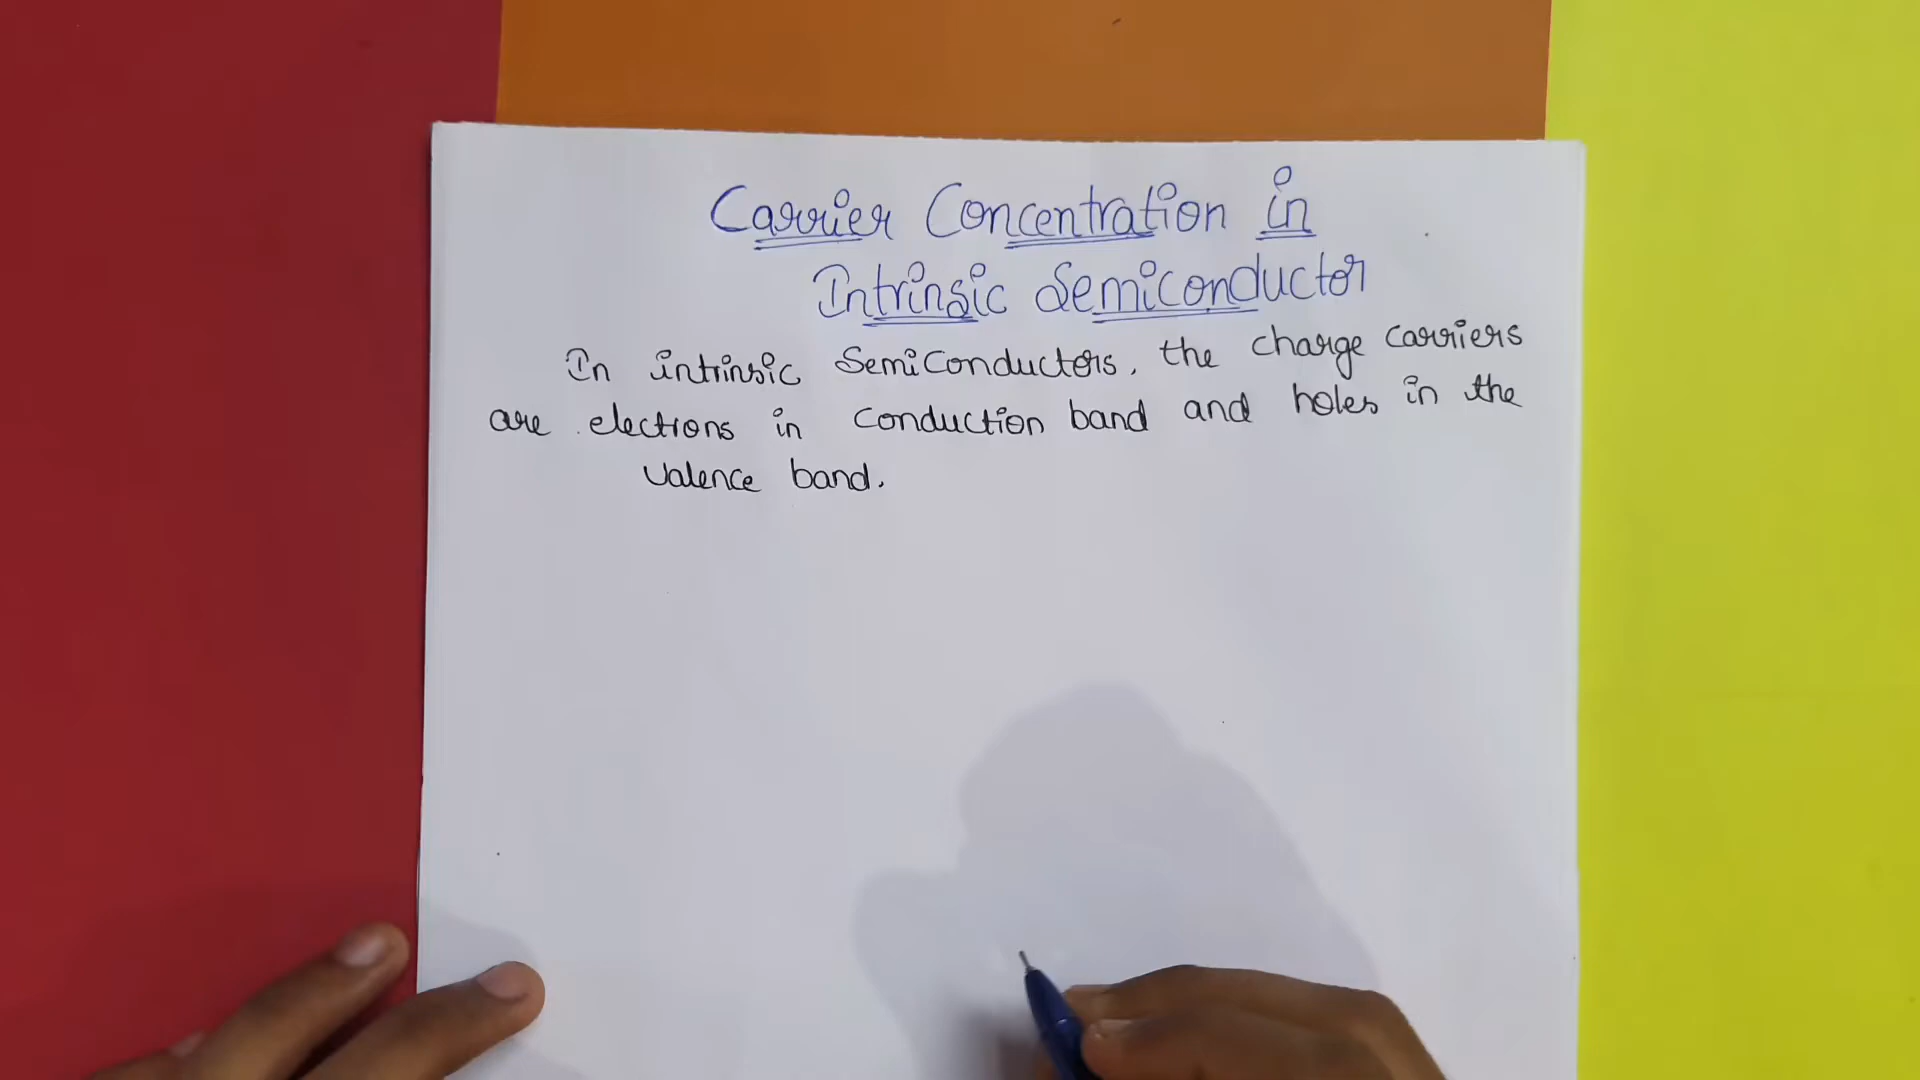 Carrier Concentration in
Intrinsic Semiconductor
In intrinsic SemiConductors, the charge carriers
are electrons in conduction band and holes in the
valence band.